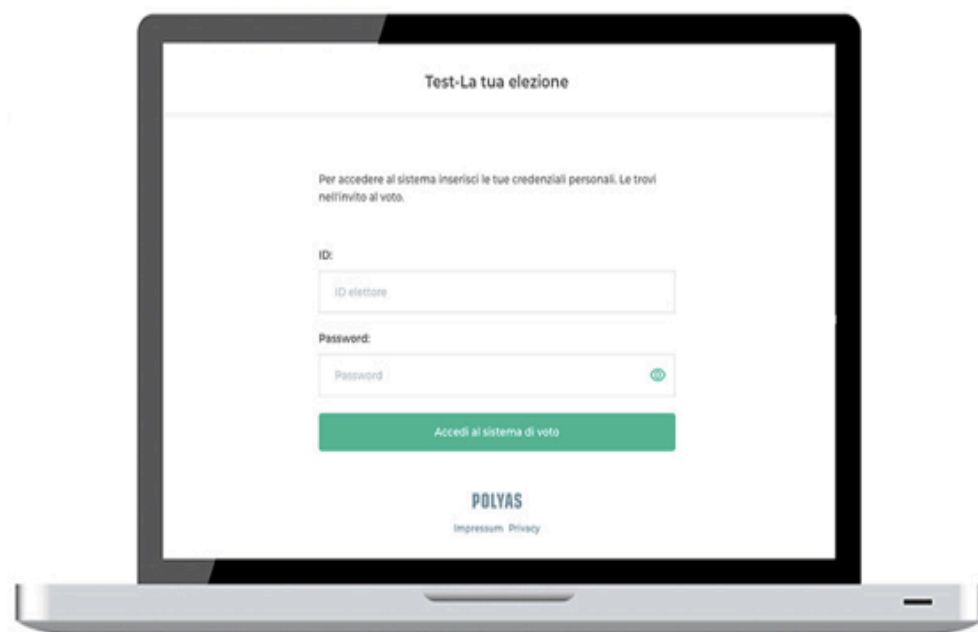 Test-La tua elezione
Per accedere al sistema inserisci le tue credenziali personali. Le trovi
nell'invito al voto.
ID:
ID elettore
Password:
Password
Accedi al sistema di voto
POLYAS
Impressum Privacy